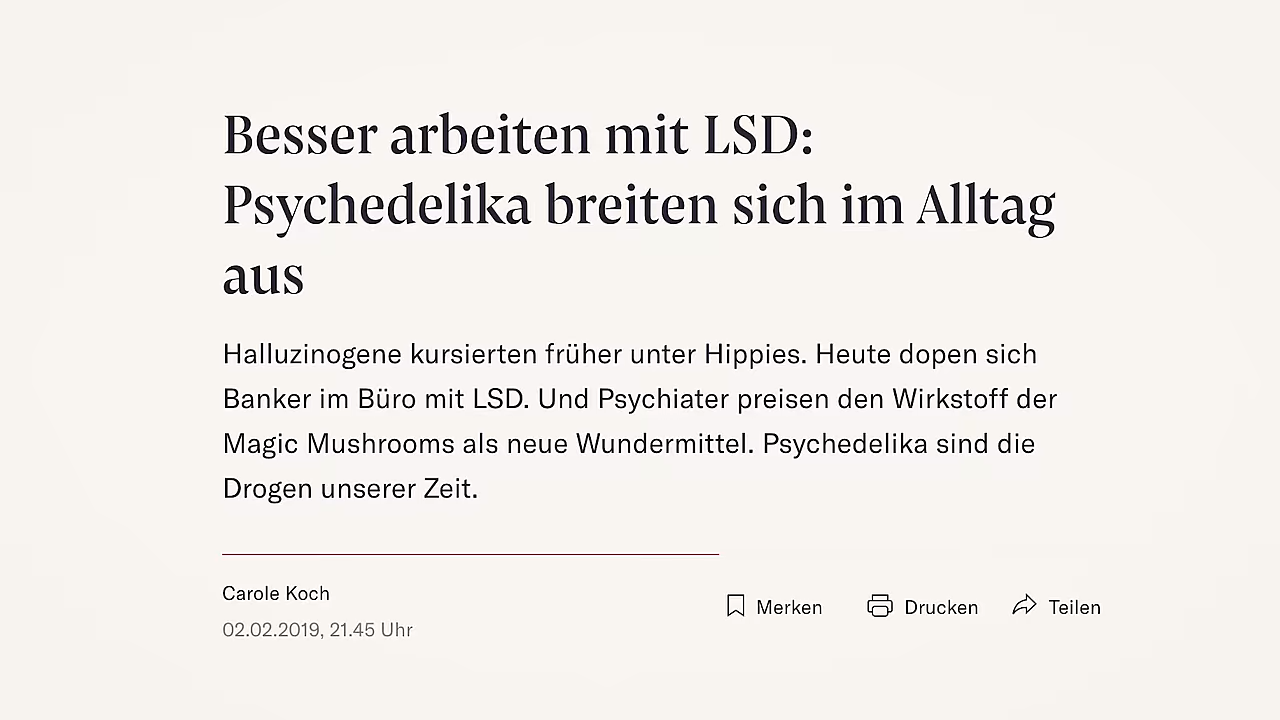 Besser arbeiten mit LSD:
Psychedelika breiten sich im Alltag
aus
Halluzinogene kursierten früher unter Hippies. Heute dopen sich
Banker im Büro mit LSD. Und Psychiater preisen den Wirkstoff der
Magic Mushrooms als neue Wundermittel. Psychedelika sind die
Drogen unserer Zeit.
Carole Koch
02.02.2019, 21.45 Uhr
Merken Drucken Teilen